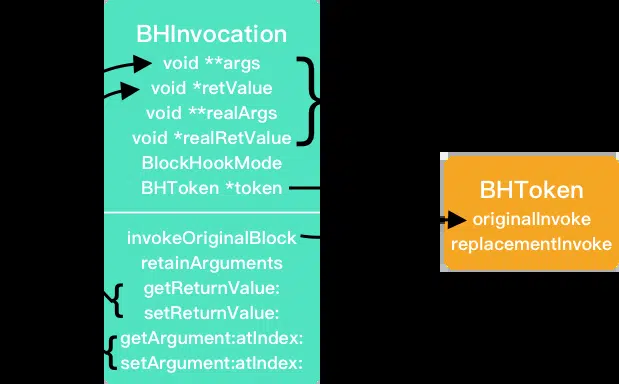 BHInvocation
void **args
void *retValue
void **realArgs
void *realRetValue
BlockHookMode
BHToken *token
invokeOriginalBlock
retainArguments
getReturnValue:
setReturnValue:
getArgument:atIndex:
setArgument:atIndex:
BHToken
originalInvoke
replacementInvoke